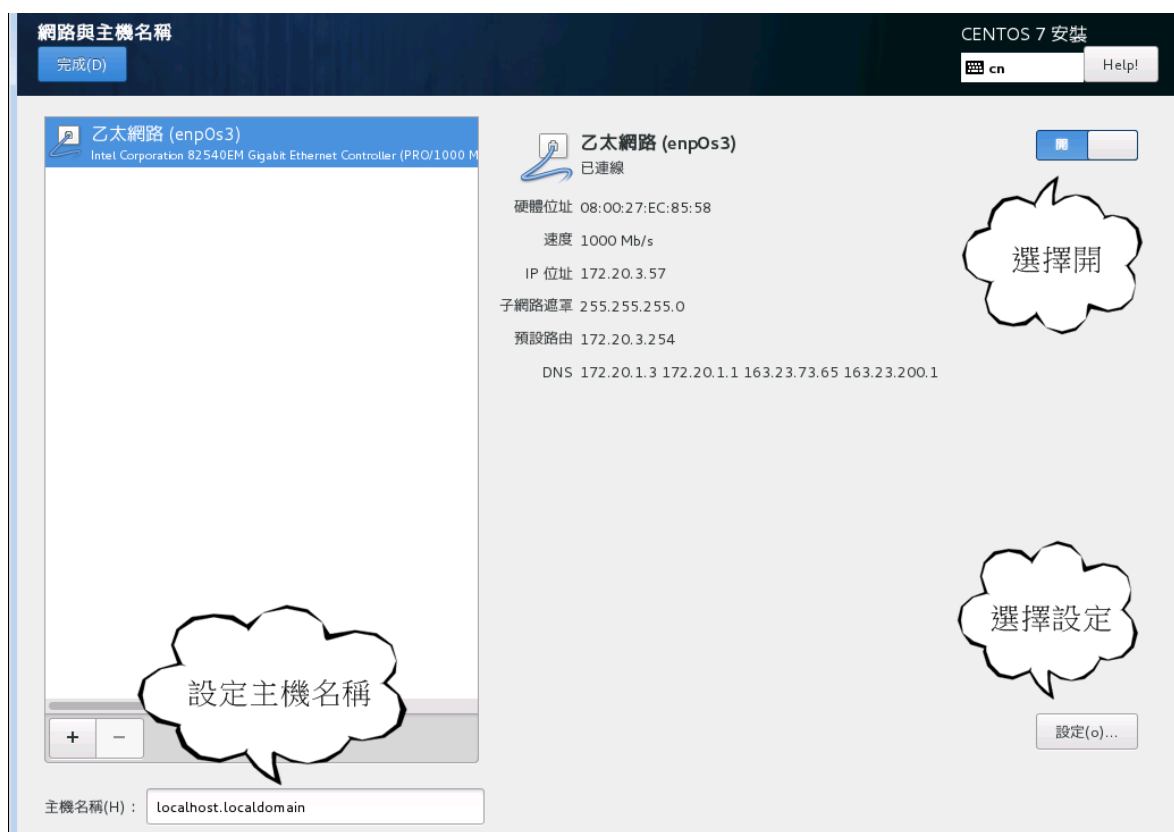 網路與主機名稱
完成(D)
CENTOS 7 安裝
cn
Help!
乙太網路 (enp0s3)
Intel Corporation 82540EM Gigabit Ethernet Controller (PRO/1000 M
乙太網路 (enp0s3)
已連線
開
硬體位址 08:00:27:EC:85:58
速度 1000 Mb/s
IP 位址 172.20.3.57
子網路遮罩 255.255.255.0
預設路由 172.20.3.254
DNS 172.20.1.3 172.20.1.1 163.23.73.65 163.23.200.1
選擇開
選擇設定
設定主機名稱
+ −
設定(o)...
主機名稱(H)： localhost.localdomain